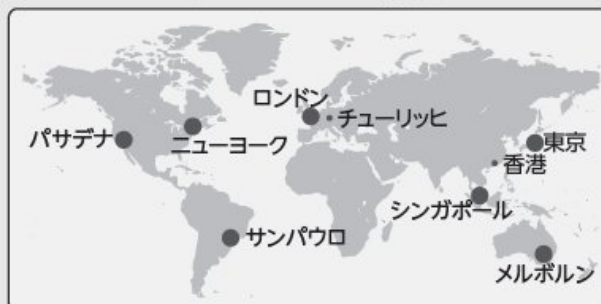 ロンドン
チューリッヒ
パサデナ
ニューヨーク
東京
香港
シンガポール
サンパウロ
メルボルン